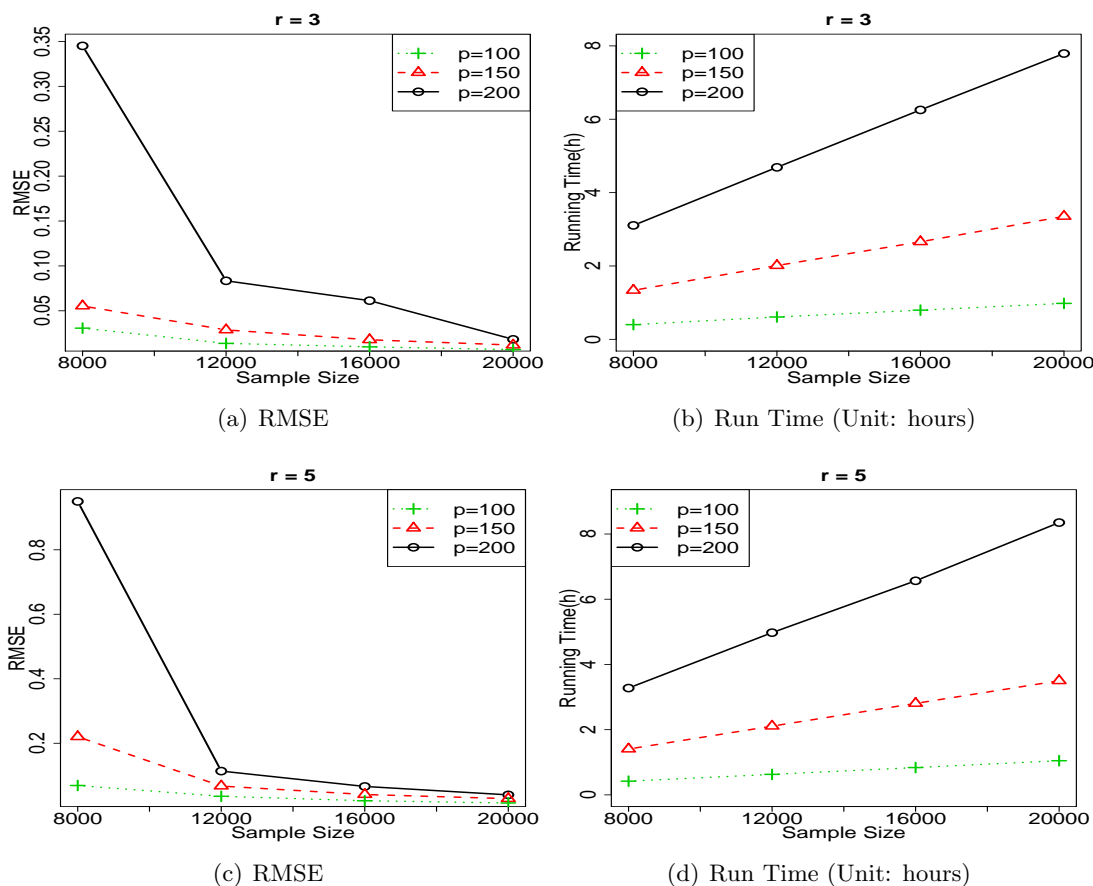 r = 3
RMSE
0.05 0.10 0.15 0.20 0.25 0.30 0.35
p=100
p=150
p=200
8000 12000 16000 20000
Sample Size
(a) RMSE
r = 3
Running Time(h)
0 2 4 6 8
p=100
p=150
p=200
8000 12000 16000 20000
Sample Size
(b) Run Time (Unit: hours)
r = 5
RMSE
0.2 0.4 0.6 0.8
p=100
p=150
p=200
8000 12000 16000 20000
Sample Size
(c) RMSE
r = 5
Running Time(h)
0 2 4 6 8
p=100
p=150
p=200
8000 12000 16000 20000
Sample Size
(d) Run Time (Unit: hours)